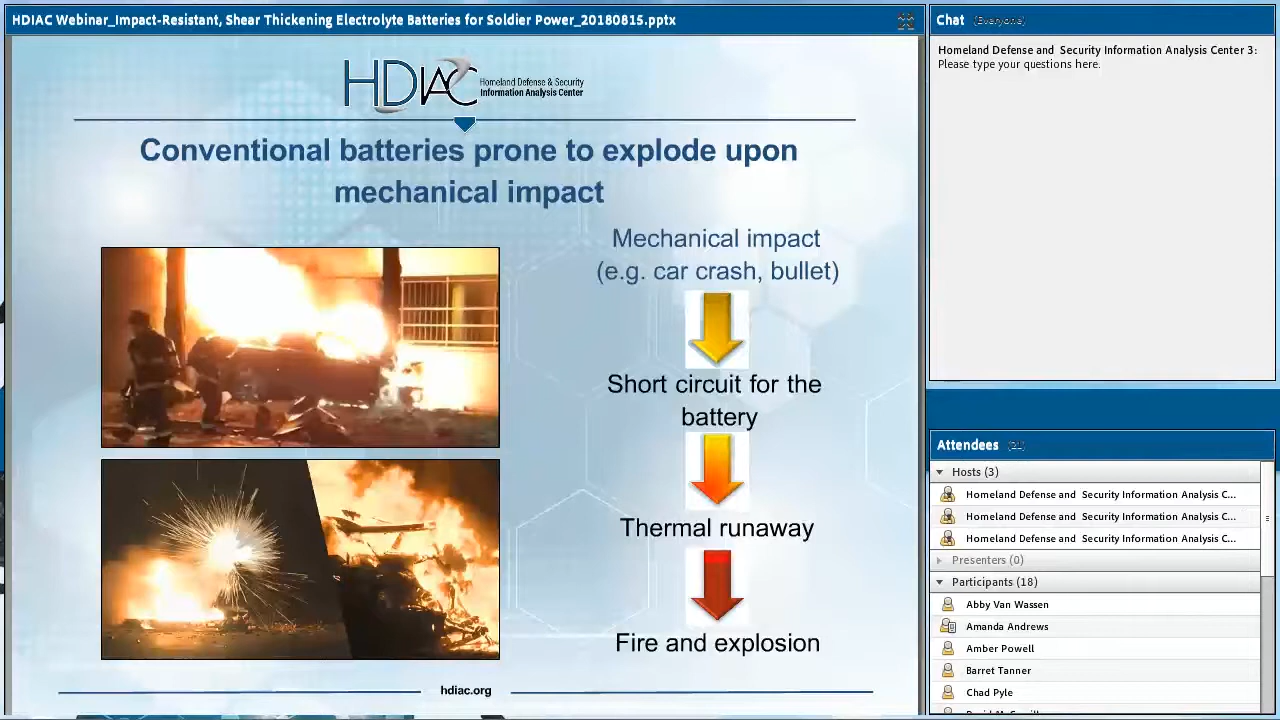 HDIAC Webinar_Impact-Resistant, Shear Thickening Electrolyte Batteries for Soldier Power_20180815.pptx
HDIAC
Homeland Defense & Security
Information Analysis Center
Conventional batteries prone to explode upon
mechanical impact
Mechanical impact
(e.g. car crash, bullet)
Short circuit for the
battery
Thermal runaway
Fire and explosion
hdiac.org
Chat (Everyone)
Homeland Defense and Security Information Analysis Center 3:
Please type your questions here.
Attendees (21)
Hosts (3)
Homeland Defense and Security Information Analysis C...
Homeland Defense and Security Information Analysis C...
Homeland Defense and Security Information Analysis C...
Presenters (0)
Participants (18)
Abby Van Wassen
Amanda Andrews
Amber Powell
Barret Tanner
Chad Pyle